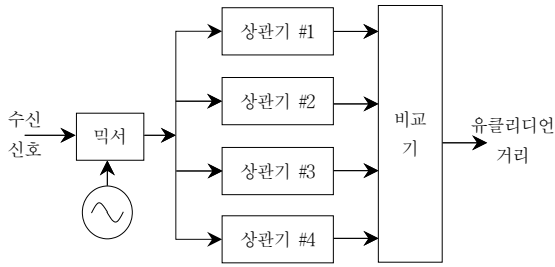 상관기 #1
상관기 #2
수신
신호
믹서
비교
기
유클리디언
거리
상관기 #3
상관기 #4